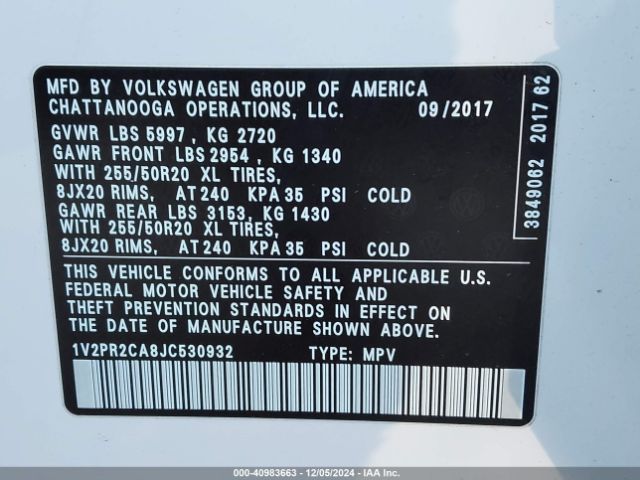 MFD BY VOLKSWAGEN GROUP OF AMERICA
CHATTANOOGA OPERATIONS, LLC. 09/2017
GVWR LBS 5997 , KG 2720
GAWR FRONT LBS 2954 , KG 1340
WITH 255/50R20 XL TIRES,
8JX20 RIMS, AT 240 KPA 35 PSI COLD
GAWR REAR LBS 3153, KG 1430
WITH 255/50R20 XL TIRES,
8JX20 RIMS, AT 240 KPA 35 PSI COLD
THIS VEHICLE CONFORMS TO ALL APPLICABLE U.S.
FEDERAL MOTOR VEHICLE SAFETY AND
THEFT PREVENTION STANDARDS IN EFFECT ON
THE DATE OF MANUFACTURE SHOWN ABOVE.
1V2PR2CA8JC530932 TYPE: MPV
3849062 2017 62
000-40983663 - 12/05/2024 - IAA Inc.